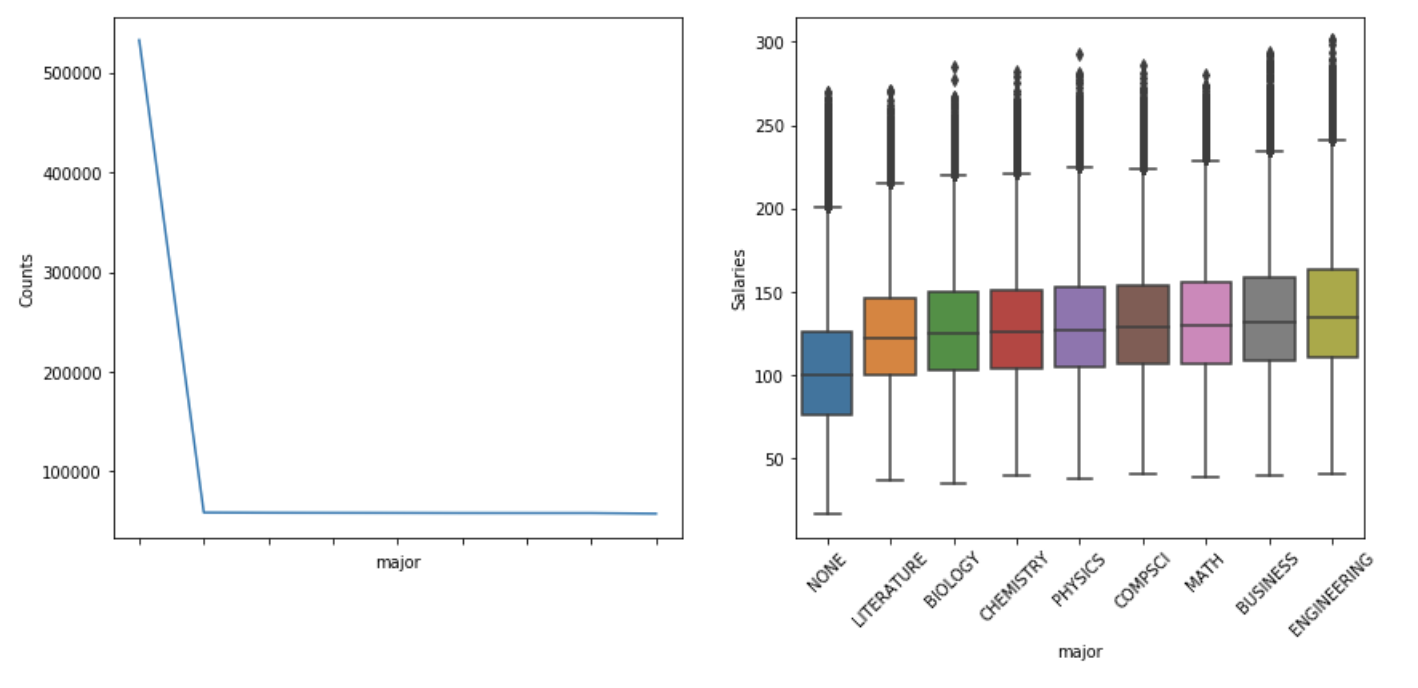 500000
400000
300000
200000
100000
Counts
major
300
250
200
150
100
50
Salaries
NONE
LITERATURE
BIOLOGY
CHEMISTRY
PHYSICS
COMPSCI
MATH
BUSINESS
ENGINEERING
major